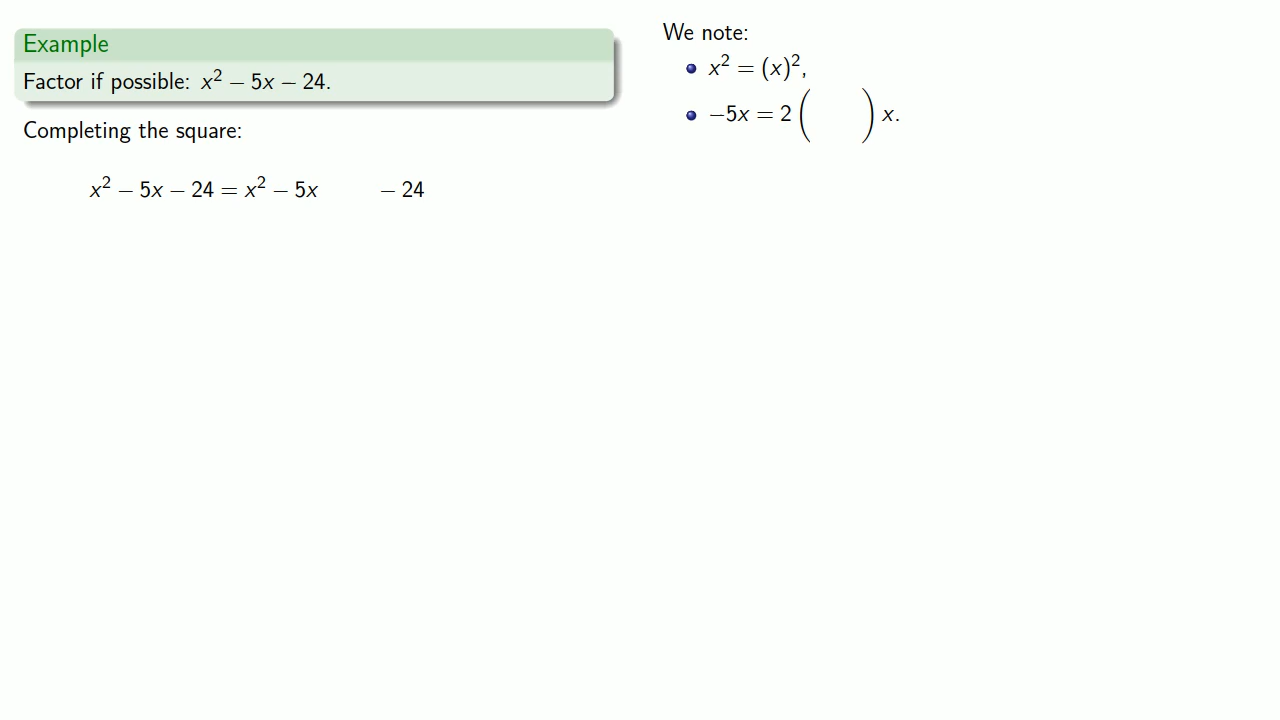 Example
Factor if possible: x² − 5x − 24.
Completing the square:
x² − 5x − 24 = x² − 5x − 24
We note:
• x² = (x)²,
• −5x = 2 ( ) x.